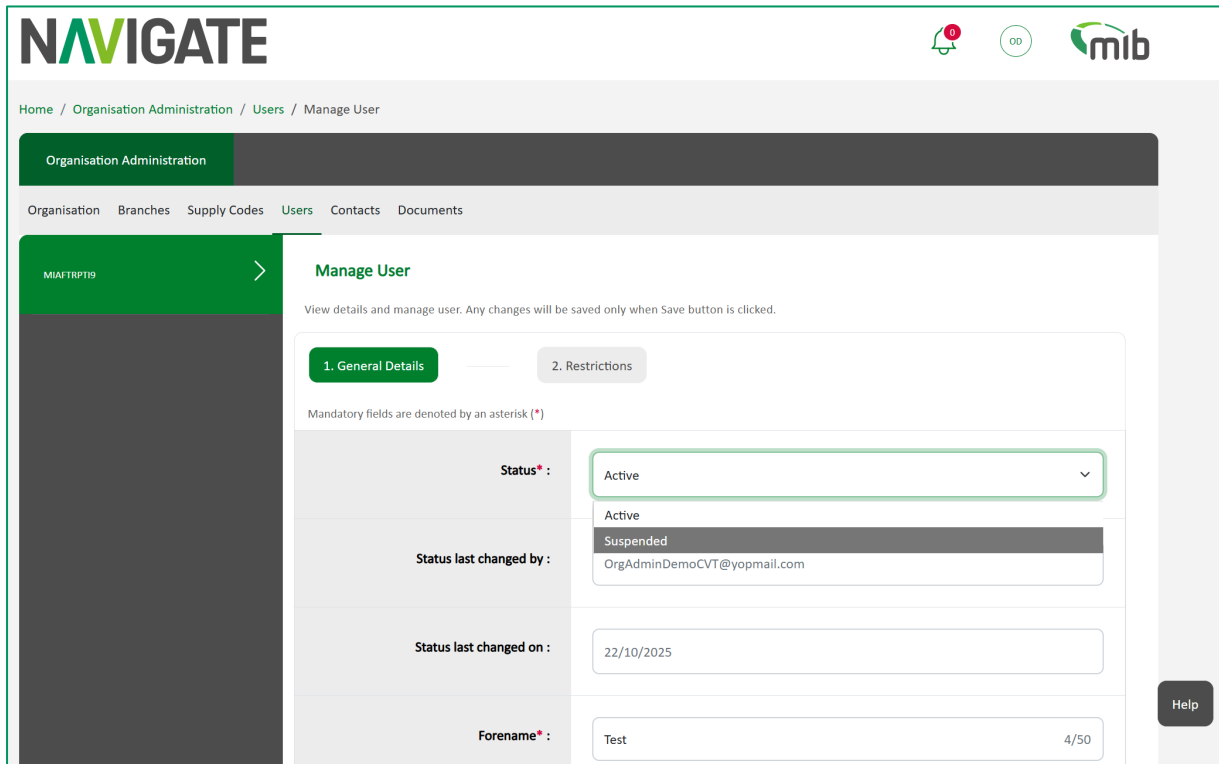 NAVIGATE
0
OD
mib
Home / Organisation Administration / Users / Manage User
Organisation Administration
Organisation Branches Supply Codes Users Contacts Documents
MIAFTRPTI9
Manage User
View details and manage user. Any changes will be saved only when Save button is clicked.
1. General Details
2. Restrictions
Mandatory fields are denoted by an asterisk (*)
Status* :
Active
Active
Suspended
Status last changed by :
OrgAdminDemoCVT@yopmail.com
Status last changed on :
22/10/2025
Help
Forename* :
Test
4/50